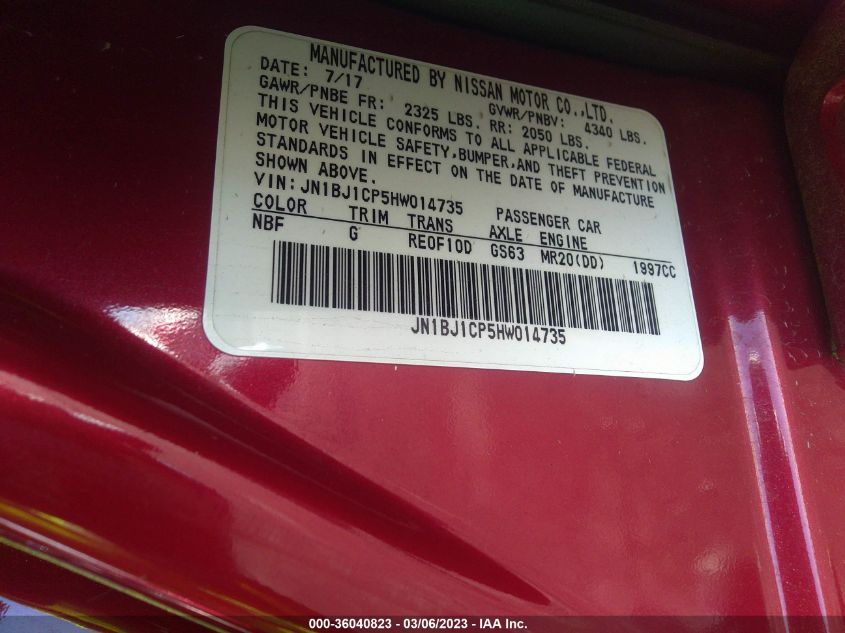 MANUFACTURED BY NISSAN MOTOR CO.,LTD.
DATE: 7/17 GVWR/PNBV: 4340 LBS.
GAWR/PNBE FR: 2325 LBS. RR: 2050 LBS.
THIS VEHICLE CONFORMS TO ALL APPLICABLE FEDERAL
MOTOR VEHICLE SAFETY,BUMPER,AND THEFT PREVENTION
STANDARDS IN EFFECT ON THE DATE OF MANUFACTURE
SHOWN ABOVE.
VIN:JN1BJ1CP5HW014735 PASSENGER CAR
COLOR TRIM TRANS AXLE ENGINE
NBF G RE0F10D GS63 MR20(DD) 1997CC
JN1BJ1CP5HW014735
000-36040823 - 03/06/2023 - IAA Inc.